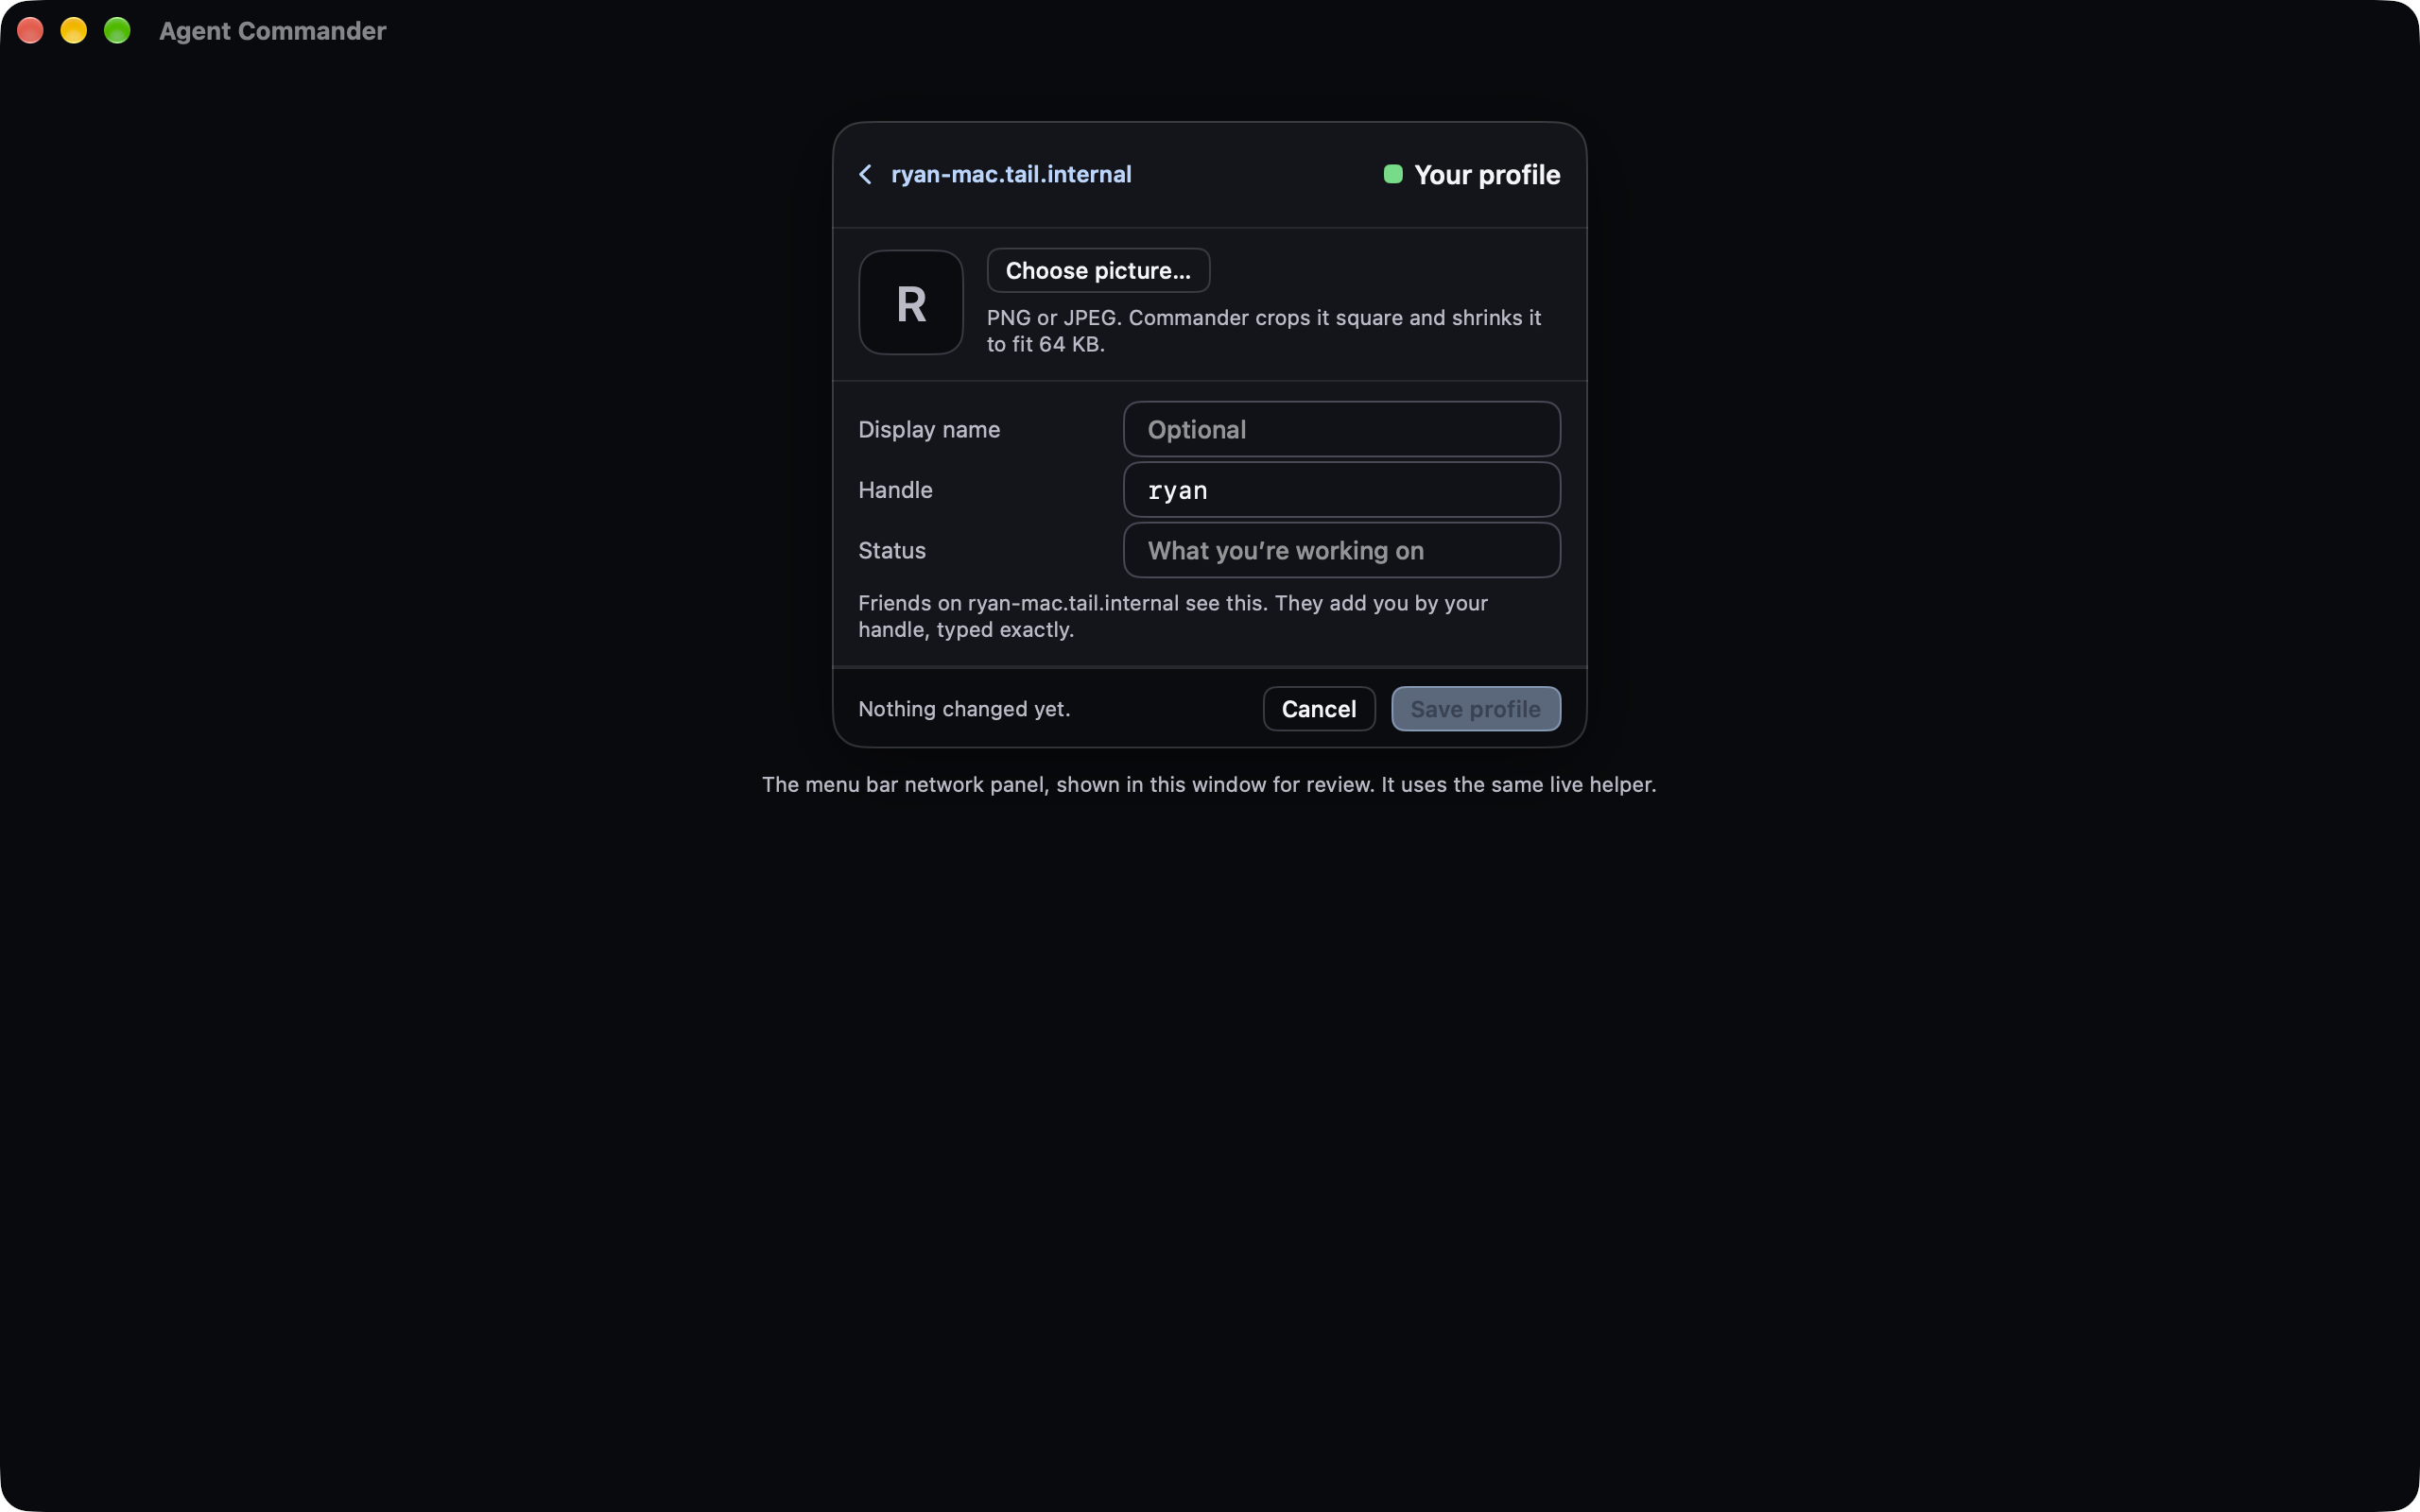 Agent Commander
ryan-mac.tail.internal
Your profile
R
Choose picture...
PNG or JPEG. Commander crops it square and shrinks it
to fit 64 KB.
Display name
Optional
Handle
ryan
Status
What you’re working on
Friends on ryan-mac.tail.internal see this. They add you by your
handle, typed exactly.
Nothing changed yet.
Cancel
Save profile
The menu bar network panel, shown in this window for review. It uses the same live helper.